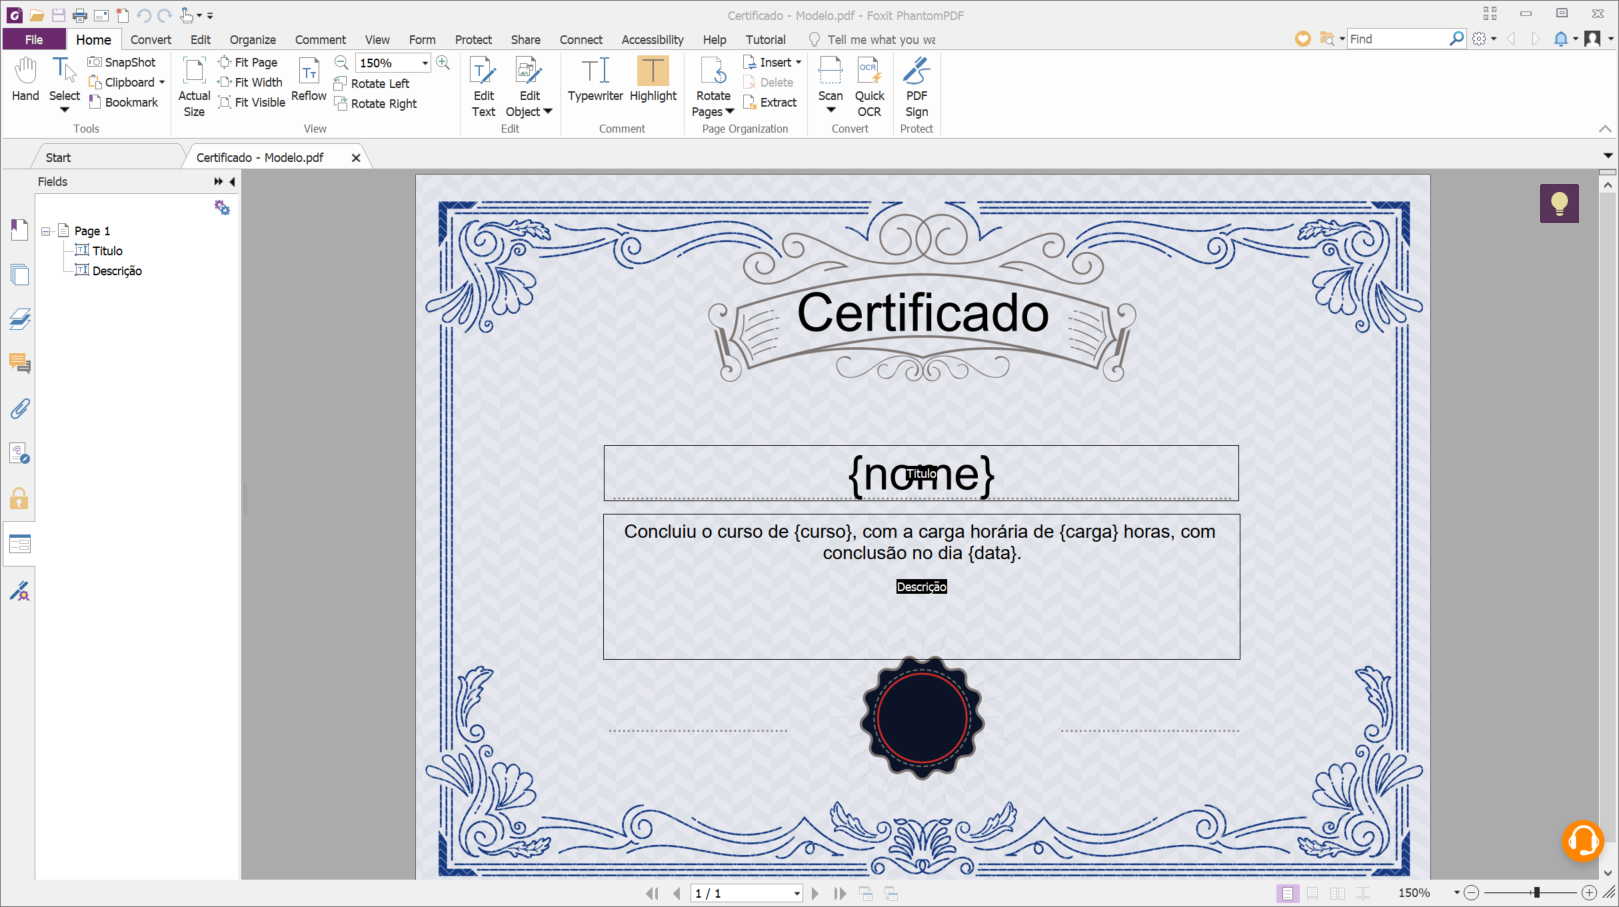 Certificado - Modelo.pdf - Foxit PhantomPDF
File Home Convert Edit Organize Comment View Form Protect Share Connect Accessibility Help Tutorial Tell me what you wa Find
Hand
Select
SnapShot
Clipboard
Bookmark
Tools
Actual
Size
Fit Page
Fit Width
Fit Visible
Reflow
150%
Rotate Left
Rotate Right
View
Edit
Text
Edit
Object
Edit
Typewriter
Highlight
Comment
Rotate
Pages
Insert
Delete
Extract
Page Organization
Scan
OCR
Quick
OCR
Convert
PDF
Sign
Protect
Start
Certificado - Modelo.pdf
Fields
Page 1
Titulo
Descrição
Certificado
{nome}
Titulo
Concluiu o curso de {curso}, com a carga horária de {carga} horas, com
conclusão no dia {data}.
Descrição
1 / 1
150%